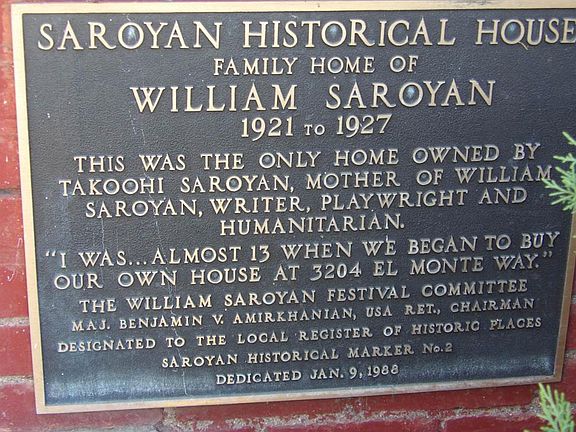 SAROYAN HISTORICAL HOUSE
FAMILY HOME OF
WILLIAM SAROYAN
1921 TO 1927
THIS WAS THE ONLY HOME OWNED BY
TAKOOHI SAROYAN, MOTHER OF WILLIAM
SAROYAN, WRITER, PLAYWRIGHT AND
HUMANITARIAN.
"I WAS...ALMOST 13 WHEN WE BEGAN TO BUY
OUR OWN HOUSE AT 3204 EL MONTE WAY."
THE WILLIAM SAROYAN FESTIVAL COMMITTEE
MAJ. BENJAMIN V. AMIRKHANIAN, USA RET., CHAIRMAN
DESIGNATED TO THE LOCAL REGISTER OF HISTORIC PLACES
SAROYAN HISTORICAL MARKER No.2
DEDICATED JAN. 9, 1988